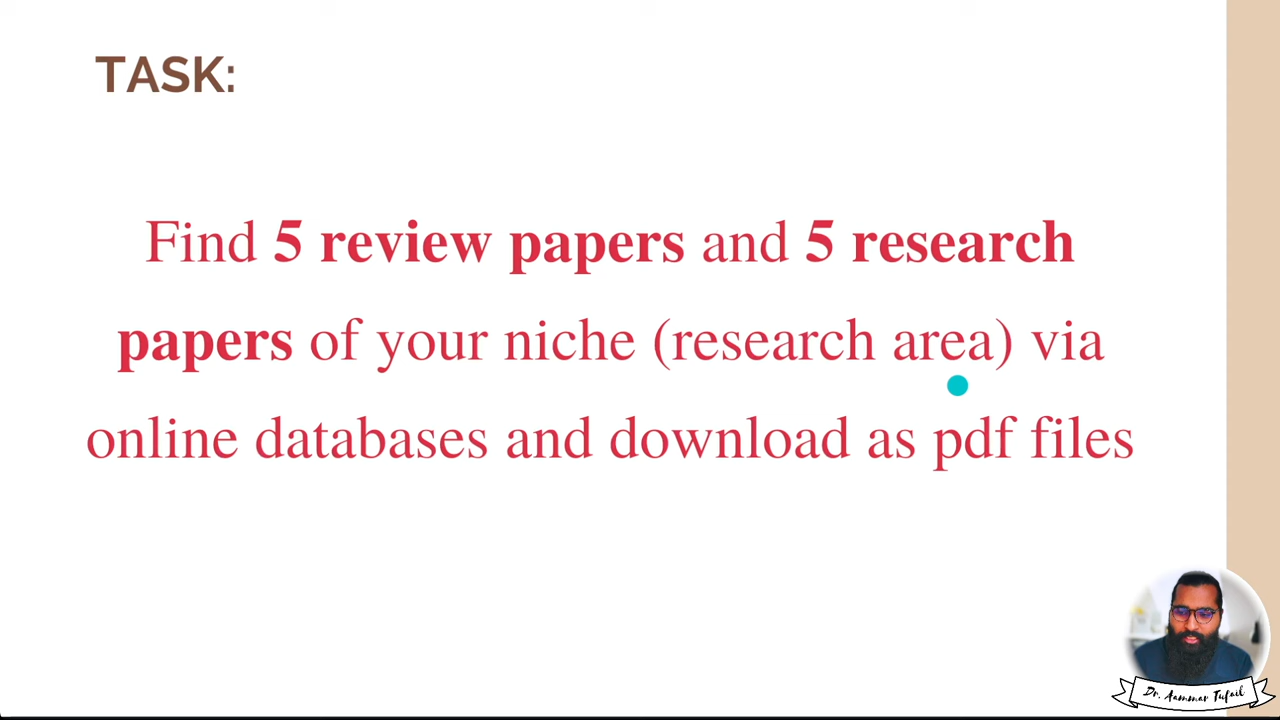 TASK:
Find 5 review papers and 5 research
papers of your niche (research area) via
online databases and download as pdf files
Dr. Aammar Tufail